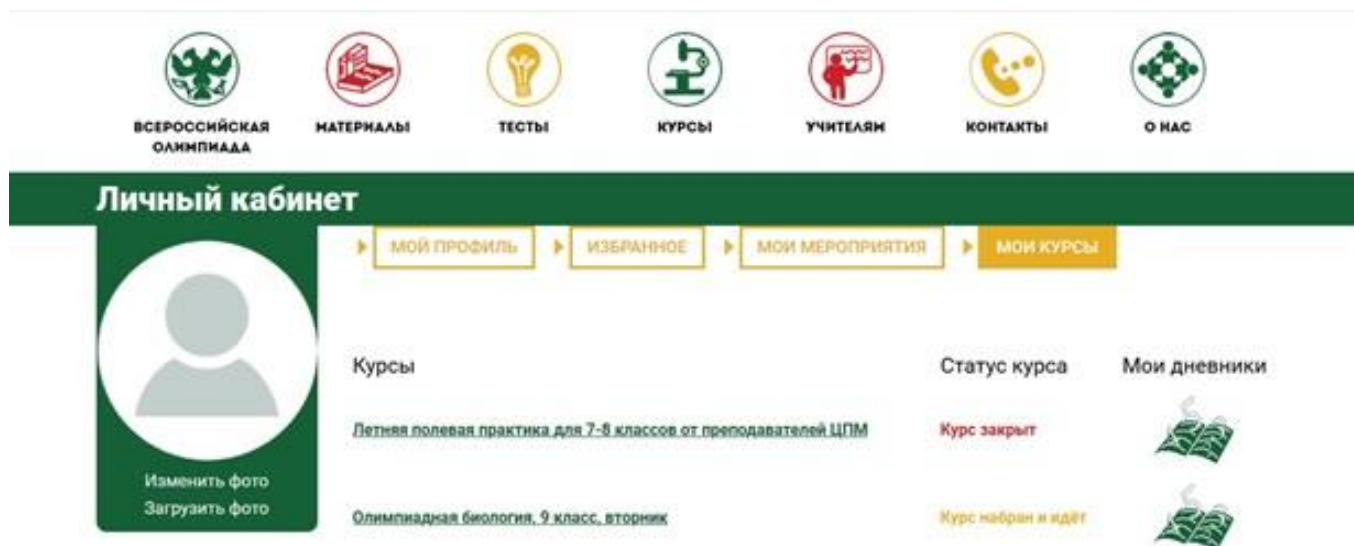 ВСЕРОССИЙСКАЯ
ОЛИМПИАДА
МАТЕРИАЛЫ
ТЕСТЫ
КУРСЫ
УЧИТЕЛЯМ
КОНТАКТЫ
О НАС
Личный кабинет
МОЙ ПРОФИЛЬ
ИЗБРАННОЕ
МОИ МЕРОПРИЯТИЯ
МОИ КУРСЫ
Курсы
Статус курса
Мои дневники
Летняя полевая практика для 7-8 классов от преподавателей ЦПМ
Курс закрыт
Изменить фото
Загрузить фото
Олимпиадная биология, 9 класс, вторник
Курс набран и идёт